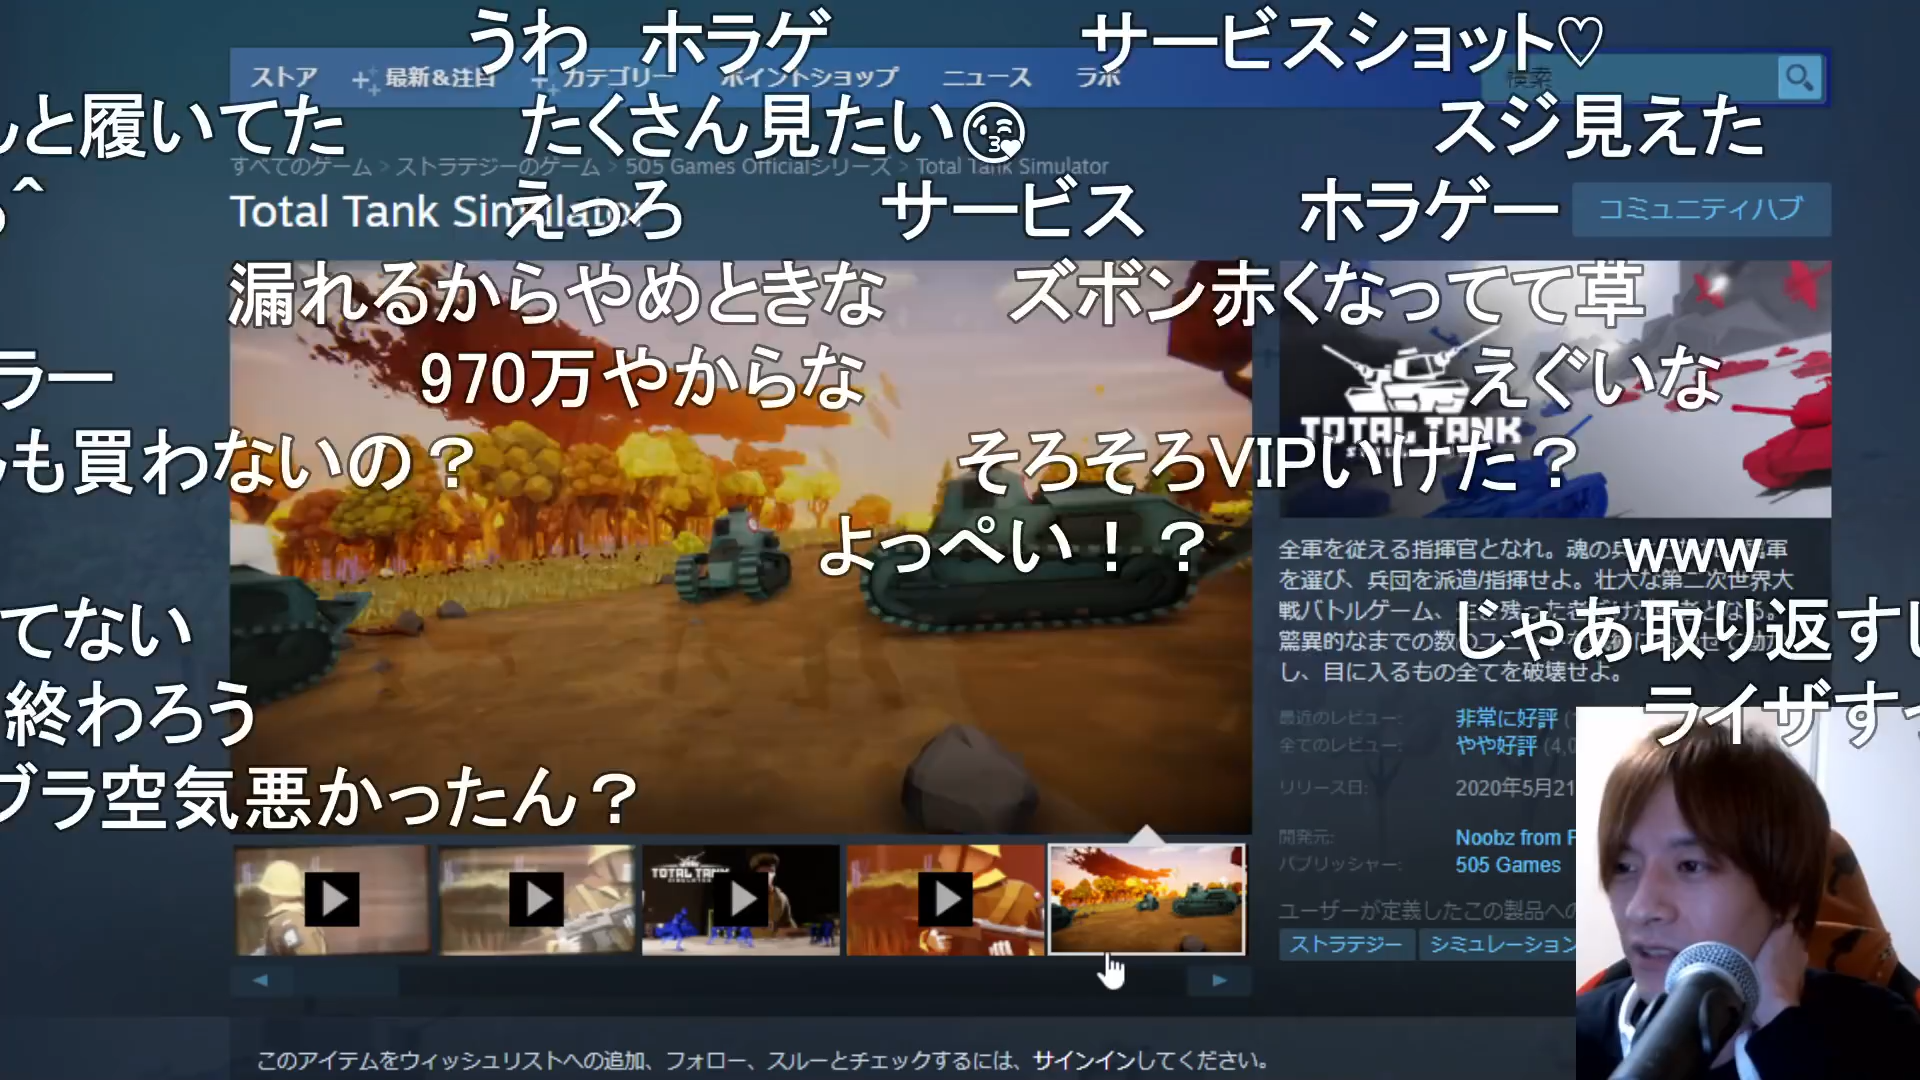 うわ ホラゲ
サービスショット♡
ストア
最新&注目
カテゴリー
ポイントショップ
ニュース
ラボ
検索
んと履いてた
たくさん見たい😘
スジ見えた
すべてのゲーム > ストラテジーのゲーム > 505 Games Officialシリーズ > Total Tank Simulator
Total Tank Simulator
えっろ
サービス
ホラゲー
コミュニティハブ
漏れるからやめときな
ズボン赤くなってて草
ラー
970万やからな
えぐいな
TOTAL TANK
も買わないの？
そろそろVIPいけた？
よっぺい！？
www
全軍を従える指揮官となれ。魂の
を選び、兵団を派遣/指揮せよ。壮大な第二次世界大
戦バトルゲーム、
驚異的なまでの数の
し、目に入るもの全てを破壊せよ。
てない
じゃあ取り返すし
終わろう
ライザすっ
最近のレビュー: 非常に好評
全てのレビュー: やや好評 (4,0
リリース日: 2020年5月21
ブラ空気悪かったん？
開発元: Noobz from
パブリッシャー: 505 Games
TOTAL TANK
SIMULATOR
ユーザーが定義したこの製品への
ストラテジー
シミュレーション
このアイテムをウィッシュリストへの追加、フォロー、スルーとチェックするには、サインインしてください。